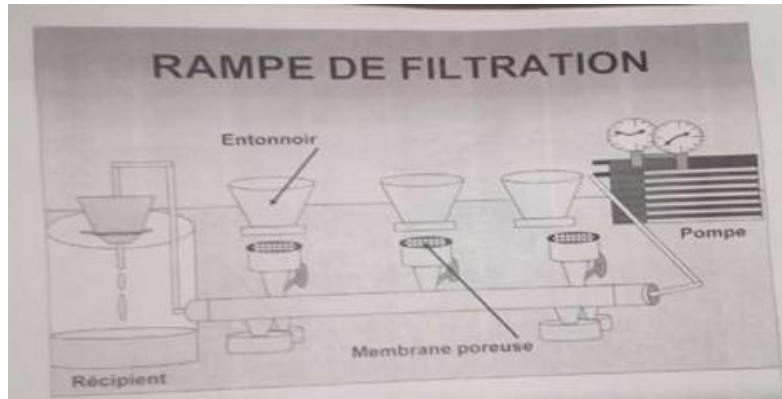 RAMPE DE FILTRATION
Entonnoir
Pompe
Membrane poreuse
Récipient